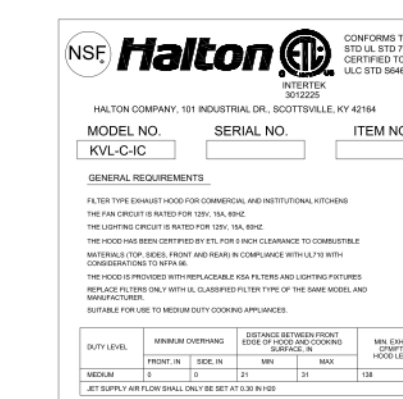 NSF Halton ETL
CONFORMS T
STD UL STD 7
CERTIFIED TO
ULC STD S646
INTERTEK
3012225
HALTON COMPANY, 101 INDUSTRIAL DR., SCOTTSVILLE, KY 42164
MODEL NO. SERIAL NO. ITEM NO
KVL-C-IC
GENERAL REQUIREMENTS
FILTER TYPE EXHAUST HOOD FOR COMMERCIAL AND INSTITUTIONAL KITCHENS
THE FAN CIRCUIT IS RATED FOR 125V, 15A, 60HZ.
THE LIGHTING CIRCUIT IS RATED FOR 125V, 15A, 60HZ.
THE HOOD HAS BEEN CERTIFIED BY ETL FOR 0 INCH CLEARANCE TO COMBUSTIBLE
MATERIALS (TOP, SIDES, FRONT AND REAR) IN COMPLIANCE WITH UL710 WITH
CONSIDERATIONS TO NFPA 96.
THE HOOD IS PROVIDED WITH REPLACEABLE KSA FILTERS AND LIGHTING FIXTURES
REPLACE FILTERS ONLY WITH UL CLASSIFIED FILTER TYPE OF THE SAME MODEL AND
MANUFACTURER.
SUITABLE FOR USE TO MEDIUM DUTY COOKING APPLIANCES.
DUTY LEVEL
MINIMUM OVERHANG
DISTANCE BETWEEN FRONT
EDGE OF HOOD AND COOKING
SURFACE, IN
MIN. EXH
CFM/FT
HOOD LE
FRONT, IN SIDE, IN MIN MAX
MEDIUM 0 0 21 31 138
JET SUPPLY AIR FLOW SHALL ONLY BE SET AT 0.30 IN H20